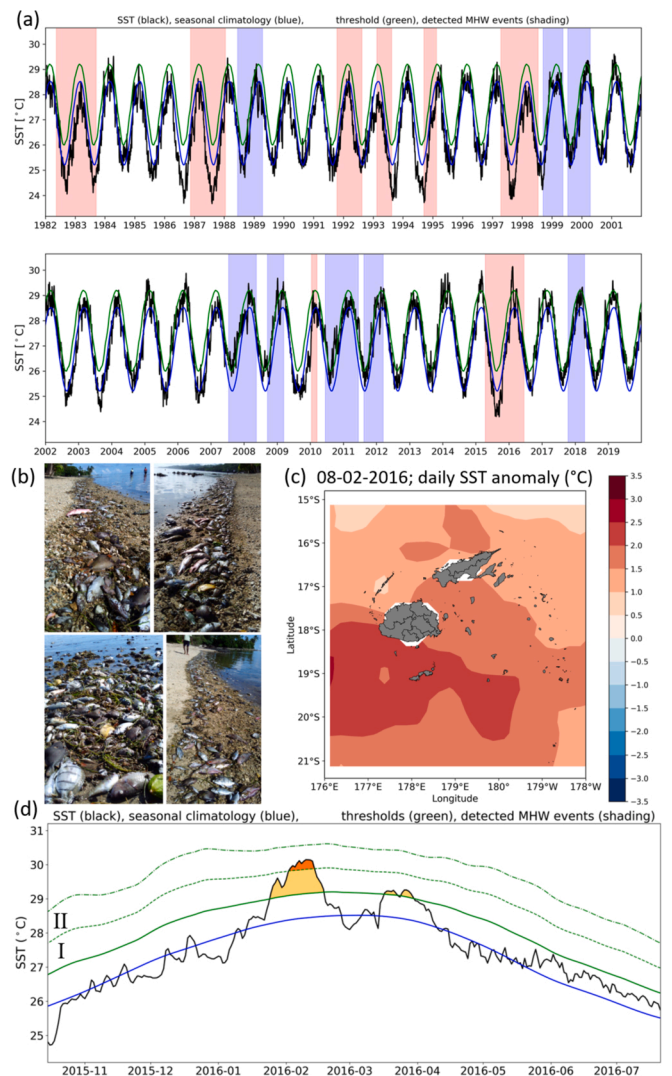 (a)
SST (black), seasonal climatology (blue), threshold (green), detected MHW events (shading)
30
29
28
27
26
25
24
SST [°C]
1982 1983 1984 1985 1986 1987 1988 1989 1990 1991 1992 1993 1994 1995 1996 1997 1998 1999 2000 2001
30
29
28
27
26
25
24
23
SST [°C]
2002 2003 2004 2005 2006 2007 2008 2009 2010 2011 2012 2013 2014 2015 2016 2017 2018 2019
(b)
(c) 08-02-2016; daily SST anomaly (°C)
15°S
16°S
17°S
18°S
19°S
20°S
21°S
Latitude
176°E 177°E 178°E 179°E 180° 179°W 178°W
Longitude
3.5
3.0
2.5
2.0
1.5
1.0
0.5
0.0
-0.5
-1.0
-1.5
-2.0
-2.5
-3.0
-3.5
(d)
SST (black), seasonal climatology (blue), thresholds (green), detected MHW events (shading)
31
30
29
28
27
26
25
SST (°C)
II
I
2015-11 2015-12 2016-01 2016-02 2016-03 2016-04 2016-05 2016-06 2016-07